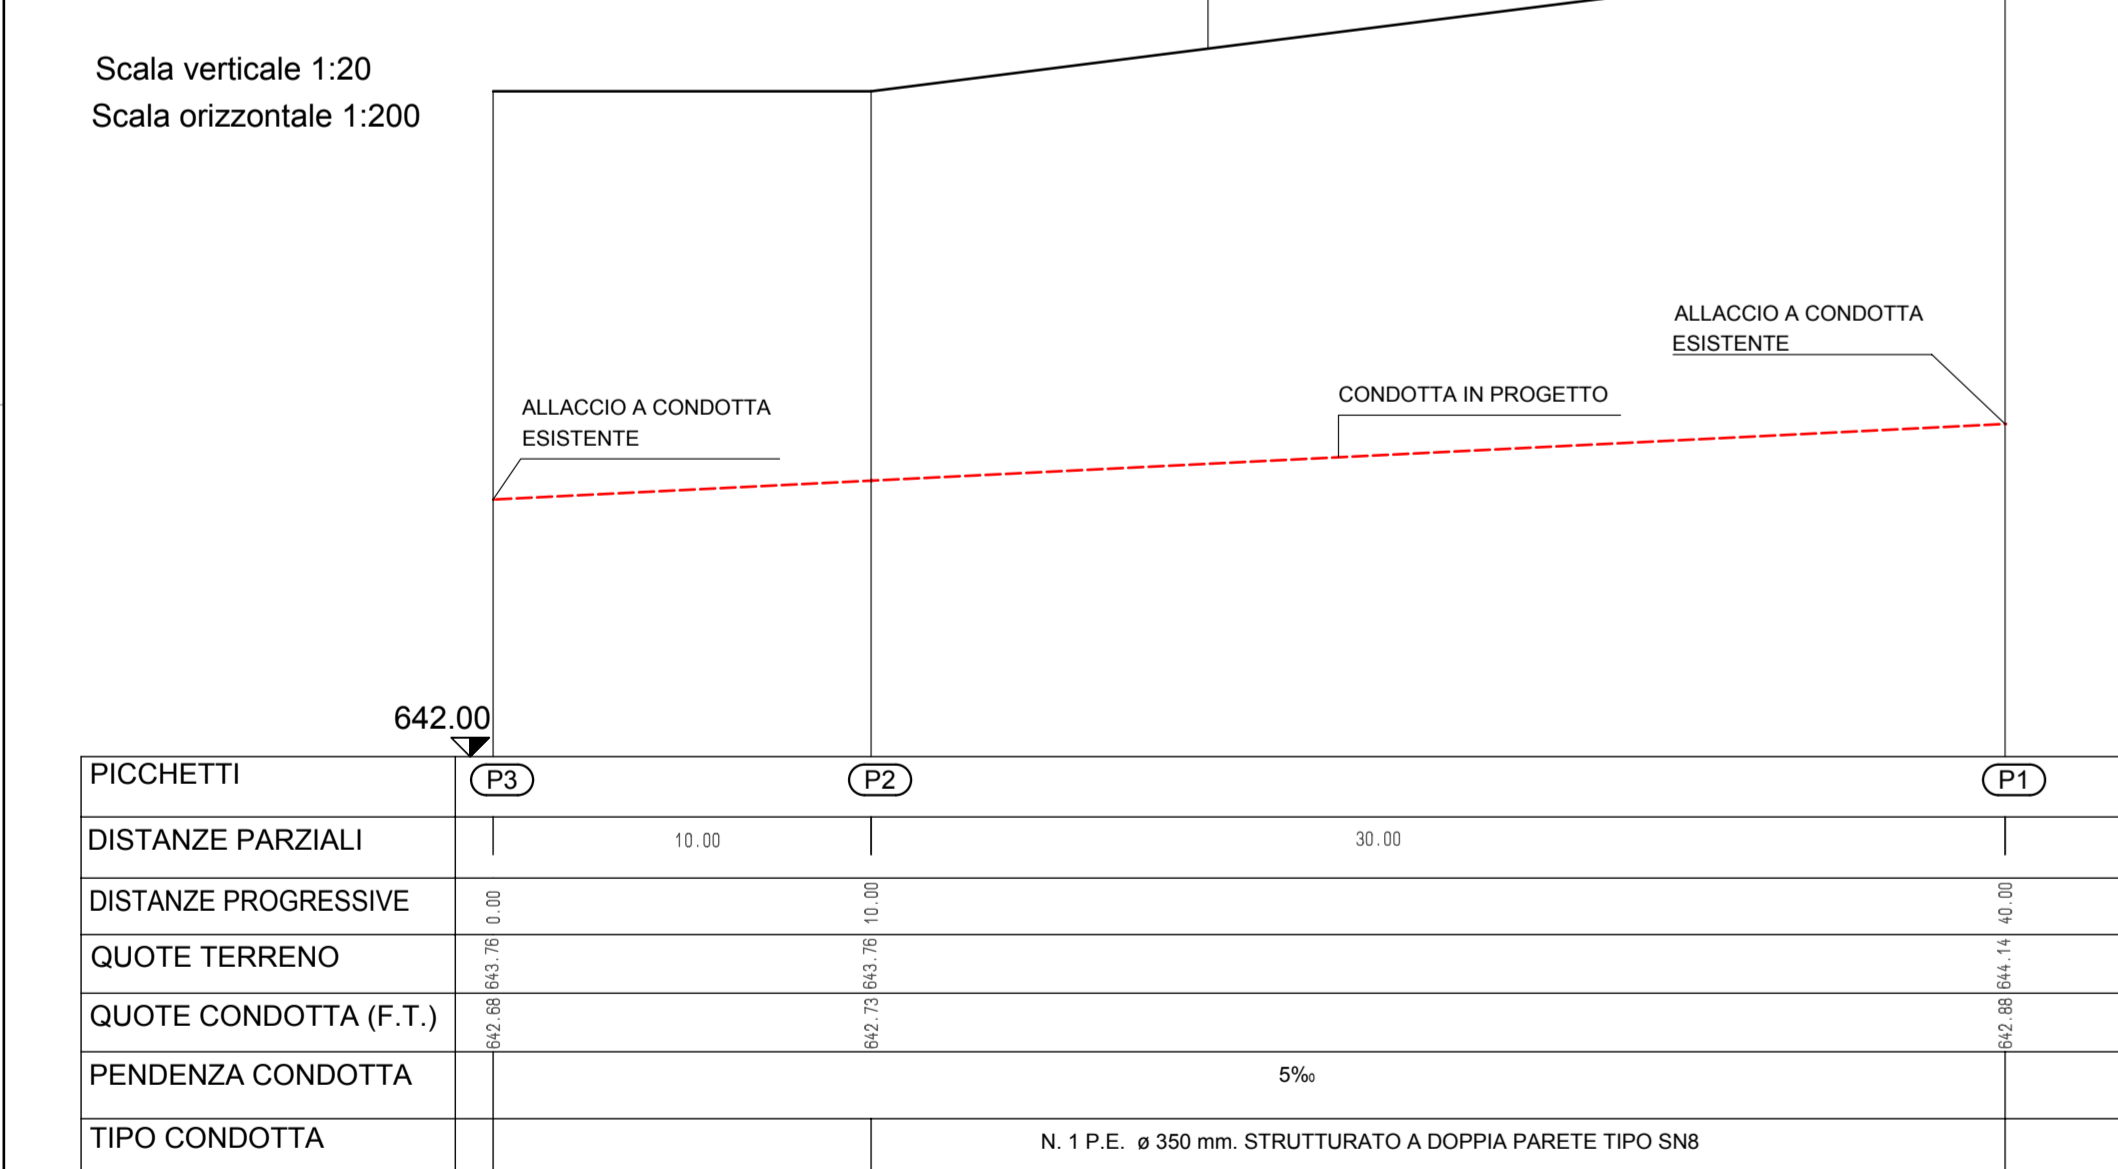 Scala verticale 1:20
Scala orizzontale 1:200
ALLACCIO A CONDOTTA
ESISTENTE
CONDOTTA IN PROGETTO
ALLACCIO A CONDOTTA
ESISTENTE
642.00
PICCHETTI P3 P2 P1
DISTANZE PARZIALI 10.00 30.00
DISTANZE PROGRESSIVE 0.00 10.00 40.00
QUOTE TERRENO 643.76 643.76 644.14
QUOTE CONDOTTA (F.T.) 642.68 642.73 642.88
PENDENZA CONDOTTA 5‰
TIPO CONDOTTA N. 1 P.E. ø 350 mm. STRUTTURATO A DOPPIA PARETE TIPO SN8